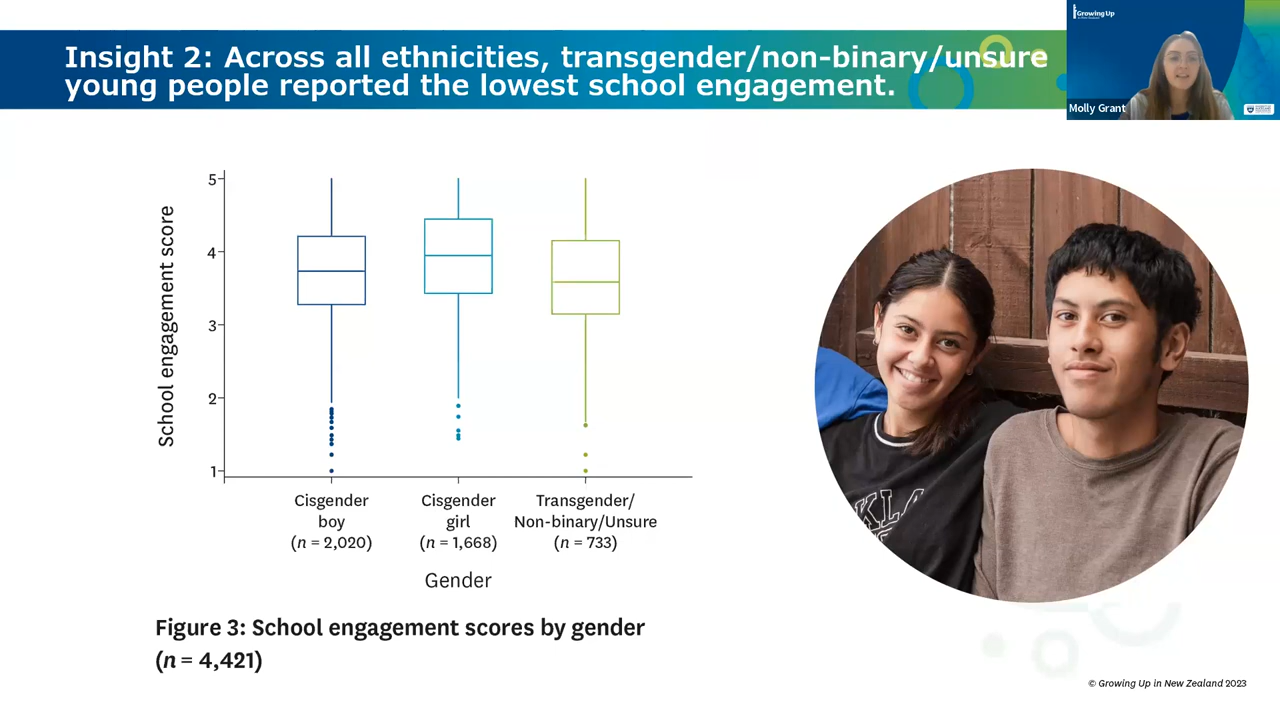 Insight 2: Across all ethnicities, transgender/non-binary/unsure
young people reported the lowest school engagement.
Growing Up
Molly Grant
School engagement score
5
4
3
2
1
Cisgender
boy
(n = 2,020)
Cisgender
girl
(n = 1,668)
Transgender/
Non-binary/Unsure
(n = 733)
Gender
Figure 3: School engagement scores by gender
(n = 4,421)
© Growing Up in New Zealand 2023